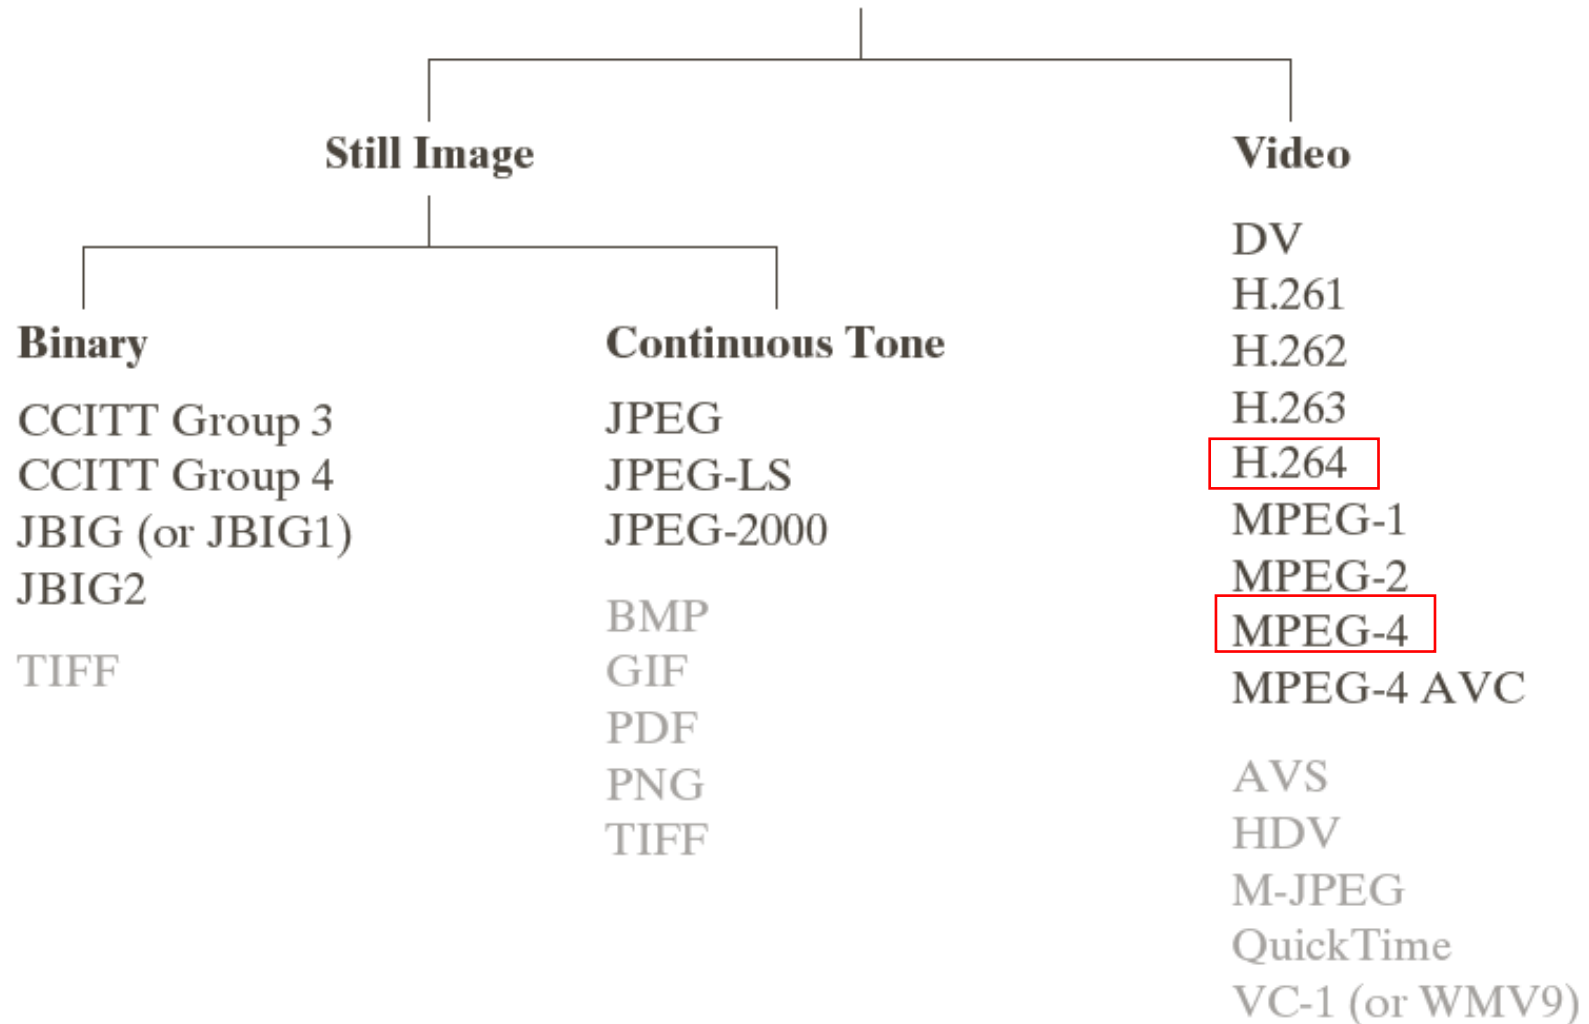 Still Image
Video
Binary
CCITT Group 3
CCITT Group 4
JBIG (or JBIG1)
JBIG2
TIFF
Continuous Tone
JPEG
JPEG-LS
JPEG-2000
BMP
GIF
PDF
PNG
TIFF
DV
H.261
H.262
H.263
H.264
MPEG-1
MPEG-2
MPEG-4
MPEG-4 AVC
AVS
HDV
M-JPEG
QuickTime
VC-1 (or WMV9)